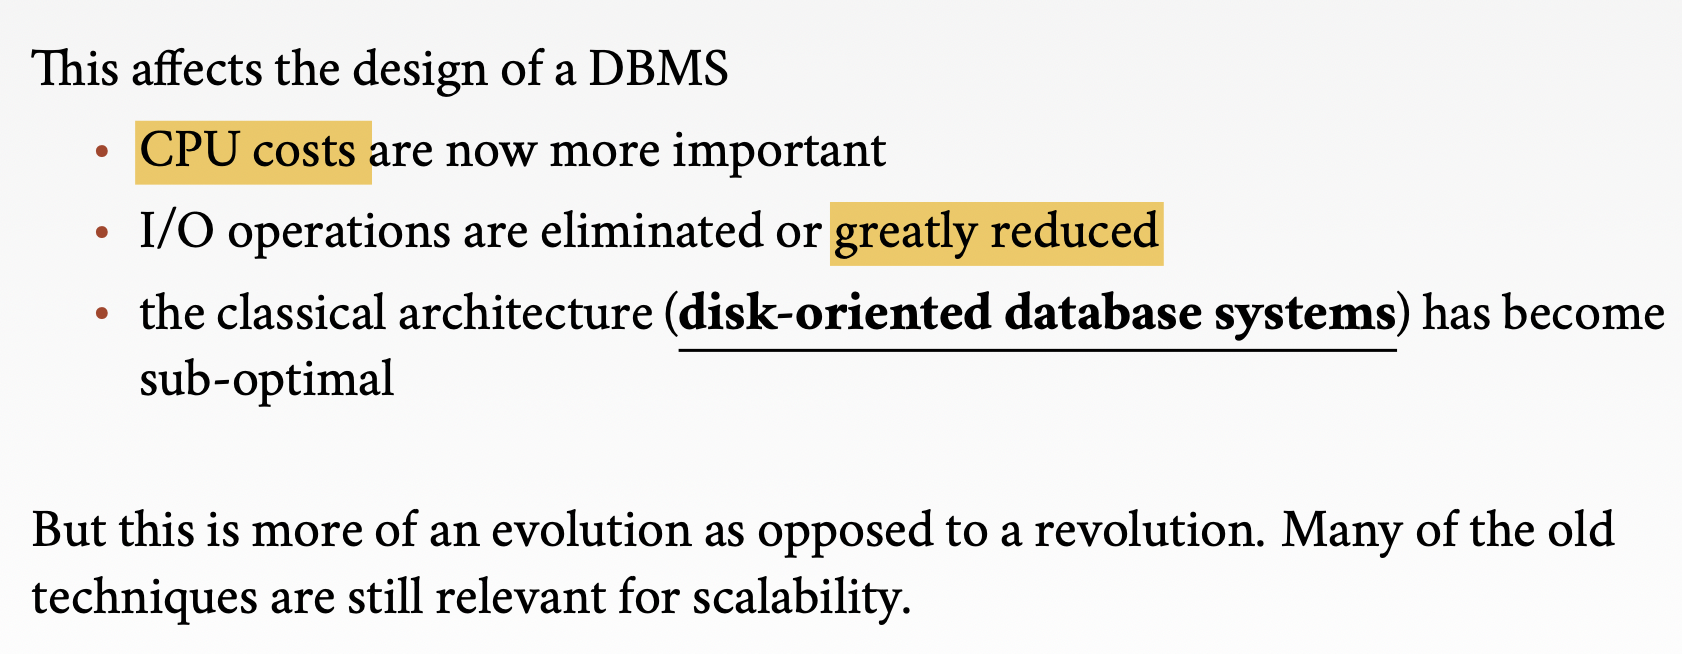 This affects the design of a DBMS
• CPU costs are now more important
• I/O operations are eliminated or greatly reduced
• the classical architecture (disk-oriented database systems) has become
sub-optimal
But this is more of an evolution as opposed to a revolution. Many of the old
techniques are still relevant for scalability.